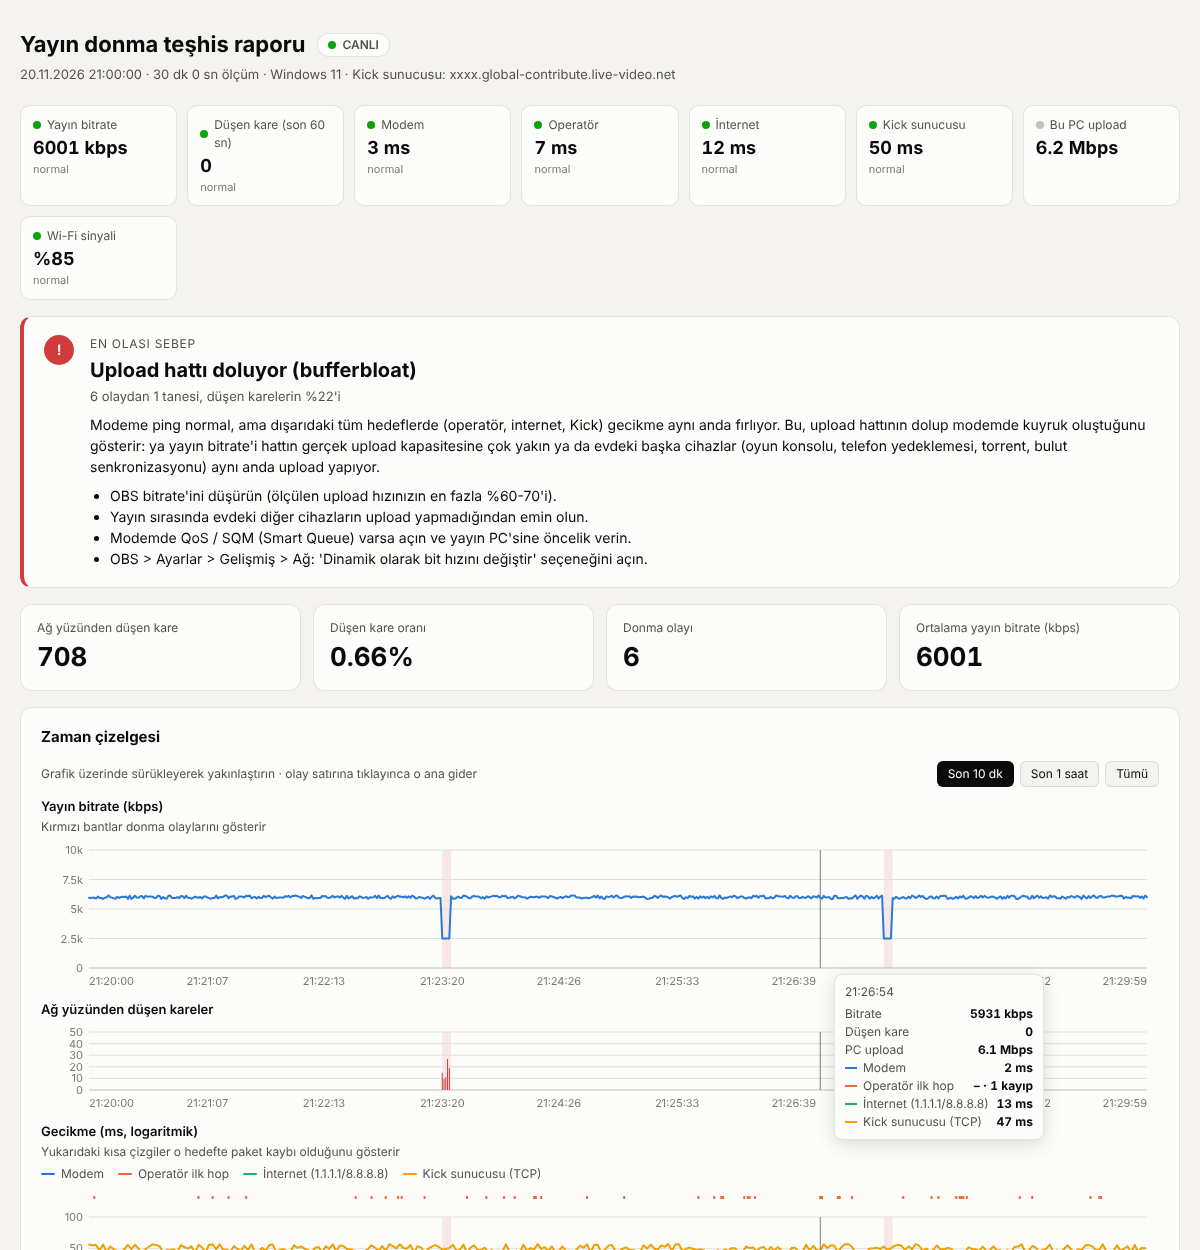 Yayın donma teşhis raporu
CANLI
20.11.2026 21:00:00 · 30 dk 0 sn ölçüm · Windows 11 · Kick sunucusu: xxxx.global-contribute.live-video.net
Yayın bitrate
6001 kbps
normal
Düşen kare (son 60
sn)
0
normal
Modem
3 ms
normal
Operatör
7 ms
normal
İnternet
12 ms
normal
Kick sunucusu
50 ms
normal
Bu PC upload
6.2 Mbps
Wi-Fi sinyali
%85
normal
!
EN OLASI SEBEP
Upload hattı doluyor (bufferbloat)
6 olaydan 1 tanesi, düşen karelerin %22'i
Modeme ping normal, ama dışarıdaki tüm hedeflerde (operatör, internet, Kick) gecikme aynı anda fırlıyor. Bu, upload hattının dolup modemde kuyruk oluştuğunu
gösterir: ya yayın bitrate'i hattın gerçek upload kapasitesine çok yakın ya da evdeki başka cihazlar (oyun konsolu, telefon yedeklemesi, torrent, bulut
senkronizasyonu) aynı anda upload yapıyor.
• OBS bitrate'ini düşürün (ölçülen upload hızınızın en fazla %60-70'i).
• Yayın sırasında evdeki diğer cihazların upload yapmadığından emin olun.
• Modemde QoS / SQM (Smart Queue) varsa açın ve yayın PC'sine öncelik verin.
• OBS > Ayarlar > Gelişmiş > Ağ: 'Dinamik olarak bit hızını değiştir' seçeneğini açın.
Ağ yüzünden düşen kare
708
Düşen kare oranı
0.66%
Donma olayı
6
Ortalama yayın bitrate (kbps)
6001
Zaman çizelgesi
Grafik üzerinde sürükleyerek yakınlaştırın · olay satırına tıklayınca o ana gider
Son 10 dk
Son 1 saat
Tümü
Yayın bitrate (kbps)
Kırmızı bantlar donma olaylarını gösterir
10k
7.5k
5k
2.5k
0
21:20:00 21:21:07 21:22:13 21:23:20 21:24:26 21:25:33 21:26:39 2 21:29:59
Ağ yüzünden düşen kareler
50
40
30
20
10
0
21:20:00 21:21:07 21:22:13 21:23:20 21:24:26 21:25:33 21:26:39 2 21:29:59
21:26:54
Bitrate 5931 kbps
Düşen kare 0
PC upload 6.1 Mbps
Modem 2 ms
Operatör ilk hop – · 1 kayıp
İnternet (1.1.1.1/8.8.8.8) 13 ms
Kick sunucusu (TCP) 47 ms
Gecikme (ms, logaritmik)
Yukarıdaki kısa çizgiler o hedefte paket kaybı olduğunu gösterir
Modem Operatör ilk hop İnternet (1.1.1.1/8.8.8.8) Kick sunucusu (TCP)
100
50